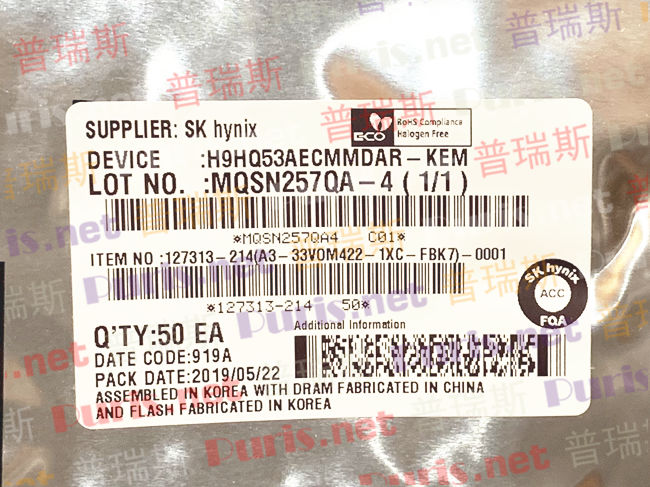 SUPPLIER: SK hynix
ECO
RoHS Compliance
Halogen Free
DEVICE :H9HQ53AECMMDAR-KEM
LOT NO. :MQSN257QA-4 (1/1)
*MQSN257QA4 C01*
ITEM NO :127313-214(A3-33VOM422-1XC-FBK7)-0001
*127313-214 50*
SK hynix
ACC
FQA
Q'TY:50 EA
Additional Information
DATE CODE:919A
PACK DATE:2019/05/22
ASSEMBLED IN KOREA WITH DRAM FABRICATED IN CHINA
AND FLASH FABRICATED IN KOREA
普瑞斯
Puris.net